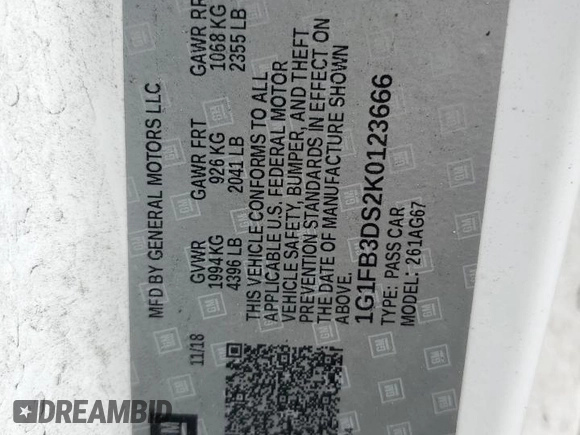 MFD BY GENERAL MOTORS LLC
11/18
GVWR GAWR FRT GAWR RR
1994 KG 926 KG 1068 KG
4396 LB 2041 LB 2355 LB
THIS VEHICLE CONFORMS TO ALL
APPLICABLE U.S. FEDERAL MOTOR
VEHICLE SAFETY, BUMPER, AND THEFT
PREVENTION STANDARDS IN EFFECT ON
THE DATE OF MANUFACTURE SHOWN
ABOVE.
1G1FB3DS2K0123666
TYPE: PASS CAR
MODEL: 261AG67
GM
DREAMBID